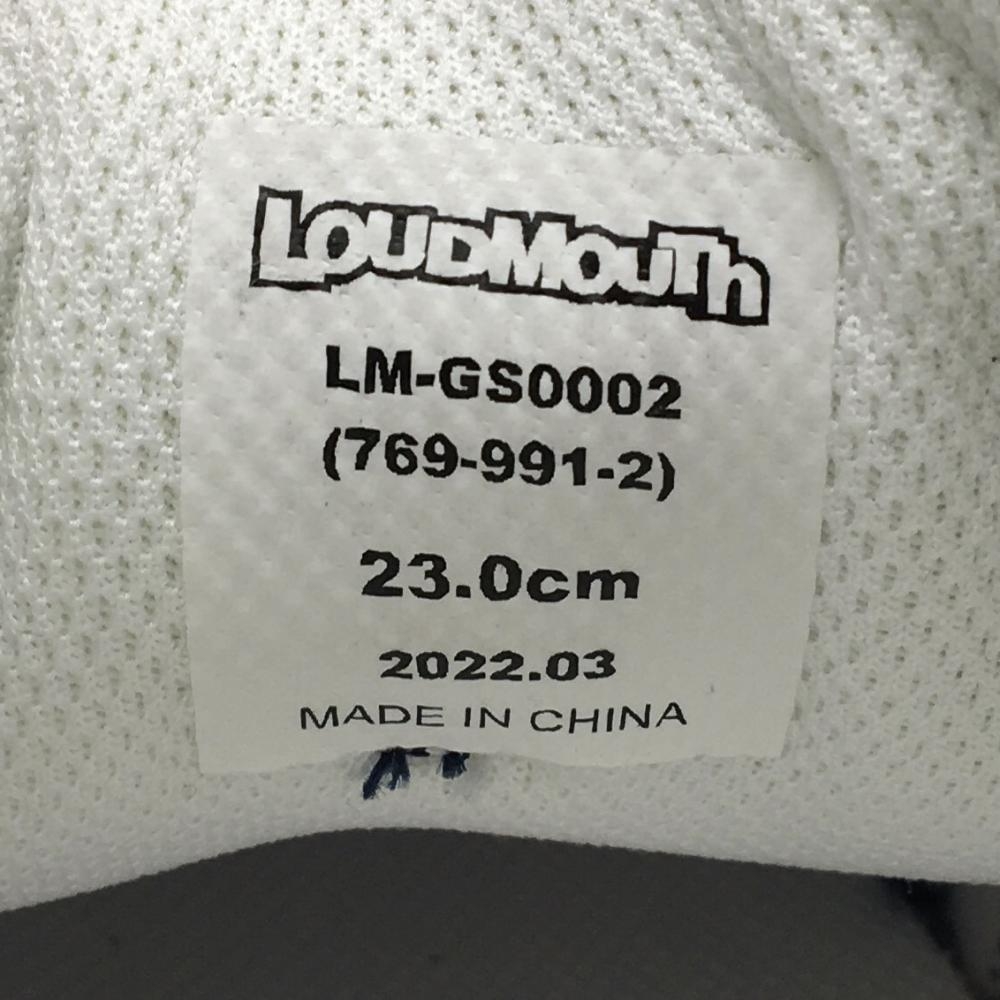 LOUDMOUTh
LM-GS0002
(769-991-2)
23.0cm
2022.03
MADE IN CHINA